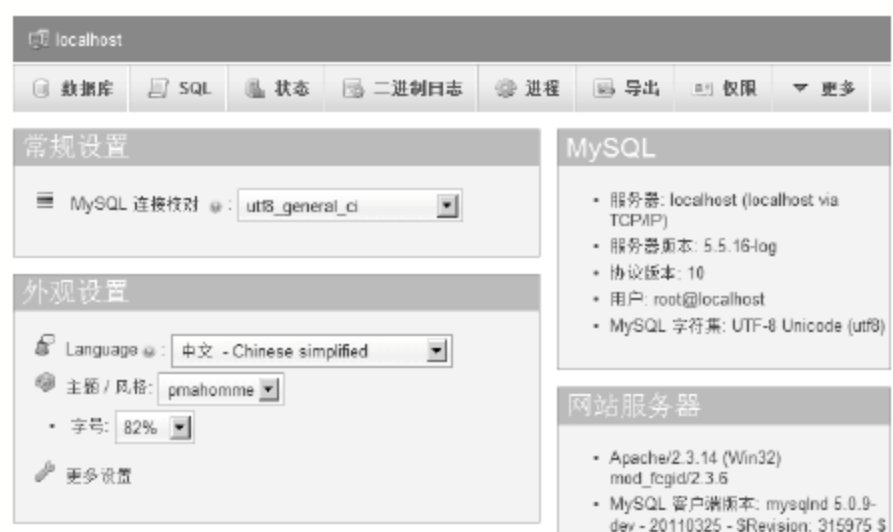 localhost
数据库 SQL 状态 二进制日志 进程 导出 权限 更多
常规设置
MySQL 连接校对 : utf8_general_ci
外观设置
Language : 中文 - Chinese simplified
主题 / 风格: pmahomme
• 字号: 82%
更多设置
MySQL
• 服务器: localhost (localhost via
TCP/IP)
• 服务器版本: 5.5.16-log
• 协议版本: 10
• 用户: root@localhost
• MySQL 字符集: UTF-8 Unicode (utf8)
网站服务器
• Apache/2.3.14 (Win32)
mod_fcgid/2.3.6
• MySQL 客户端版本: mysqlnd 5.0.9-
dev - 20110325 - $Revision: 315975 $